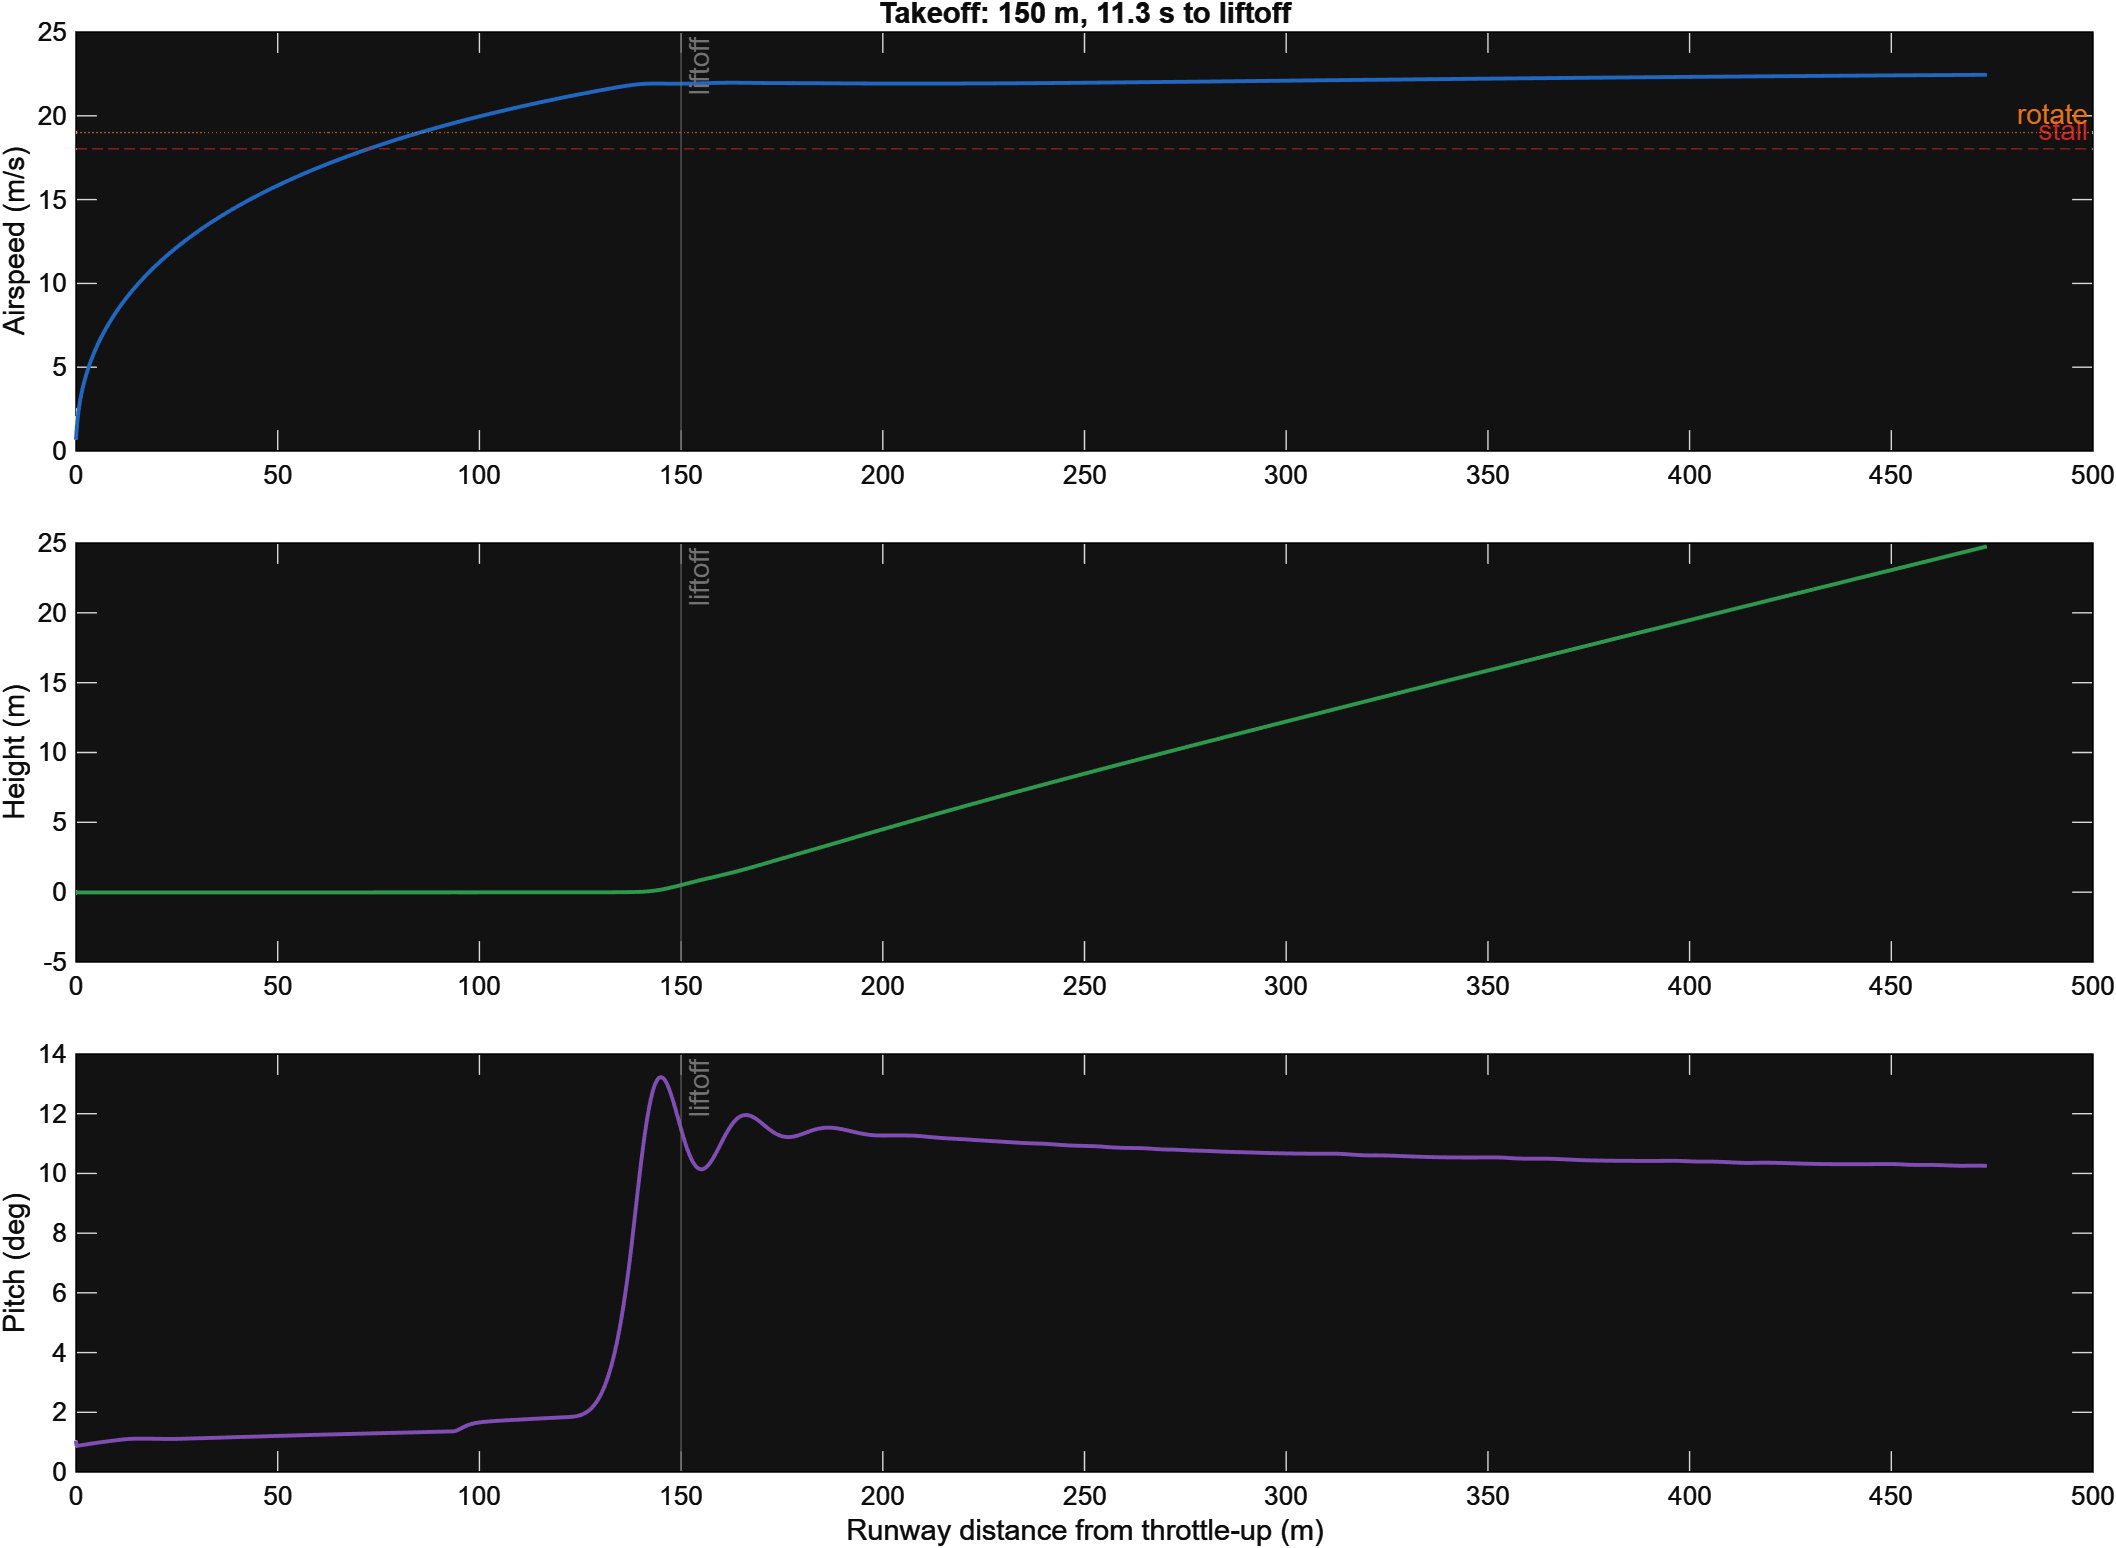 Takeoff: 150 m, 11.3 s to liftoff
25
20
15
10
5
0
Airspeed (m/s)
liftoff
rotate
stall
0 50 100 150 200 250 300 350 400 450 500
25
20
15
10
5
0
-5
Height (m)
liftoff
0 50 100 150 200 250 300 350 400 450 500
14
12
10
8
6
4
2
0
Pitch (deg)
liftoff
0 50 100 150 200 250 300 350 400 450 500
Runway distance from throttle-up (m)